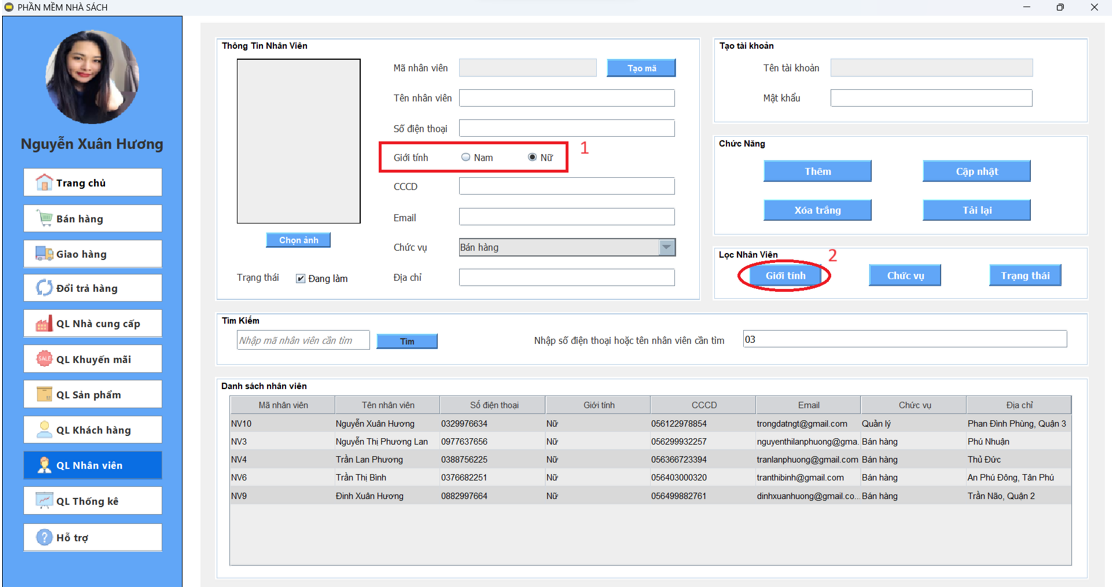 PHẦN MỀM NHÀ SÁCH
Nguyễn Xuân Hương
Trang chủ
Bán hàng
Giao hàng
Đổi trả hàng
QL Nhà cung cấp
SALE
QL Khuyến mãi
QL Sản phẩm
QL Khách hàng
QL Nhân viên
QL Thống kê
? Hỗ trợ
Thông Tin Nhân Viên
Mã nhân viên Tạo mã
Tên nhân viên
Số điện thoại
Giới tính Nam Nữ 1
CCCD
Email
Chọn ảnh
Chức vụ Bán hàng
Trạng thái Đang làm Địa chỉ
Tạo tài khoản
Tên tài khoản
Mật khẩu
Chức Năng
Thêm Cập nhật
Xóa trắng Tải lại
Lọc Nhân Viên 2
Giới tính Chức vụ Trạng thái
Tìm Kiếm
Nhập mã nhân viên cần tìm Tìm Nhập số điện thoại hoặc tên nhân viên cần tìm 03
Danh sách nhân viên
Mã nhân viên Tên nhân viên Số điện thoại Giới tính CCCD Email Chức vụ Địa chỉ
NV10 Nguyễn Xuân Hương 0329976634 Nữ 056122978854 trongdatngt@gmail.com Quản lý Phan Đình Phùng, Quận 3
NV3 Nguyễn Thị Phương Lan 0977637656 Nữ 056299932257 nguyenthilanphuong@gma. Bán hàng Phú Nhuận
NV4 Trần Lan Phương 0388756225 Nữ 056366723394 tranlanphuong@gmail.com Bán hàng Thủ Đức
NV6 Trần Thị Bình 0376682251 Nữ 056403000320 tranthibinh@gmail.com Bán hàng An Phú Đông, Tân Phú
NV9 Đinh Xuân Hương 0882997664 Nữ 056499882761 dinhxuanhuong@gmail.co... Bán hàng Trần Não, Quận 2